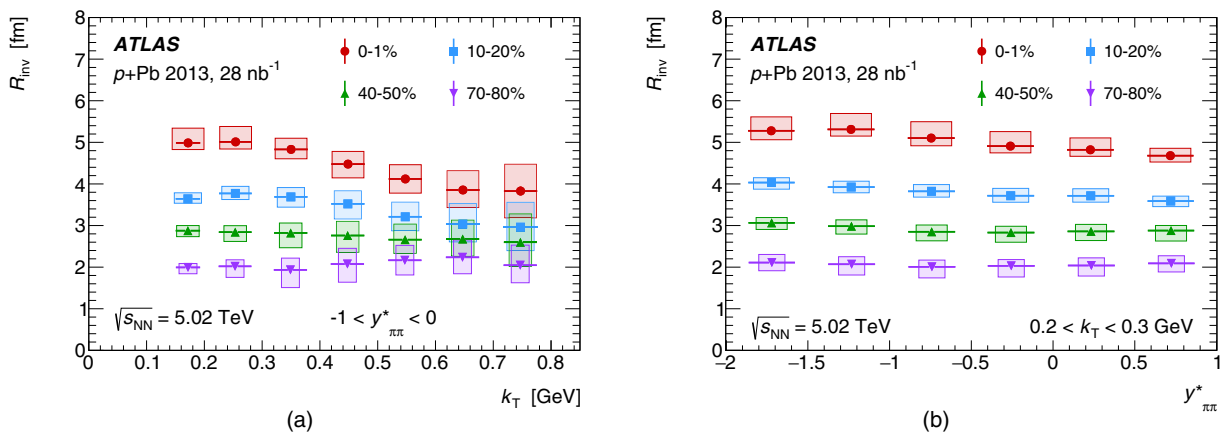 R_inv [fm]
8
7
6
5
4
3
2
1
0
ATLAS
p+Pb 2013, 28 nb⁻¹
0-1%
10-20%
40-50%
70-80%
√s_NN = 5.02 TeV
-1 < y*_ππ < 0
0 0.1 0.2 0.3 0.4 0.5 0.6 0.7 0.8
k_T [GeV]
(a)
R_inv [fm]
8
7
6
5
4
3
2
1
0
ATLAS
p+Pb 2013, 28 nb⁻¹
0-1%
10-20%
40-50%
70-80%
√s_NN = 5.02 TeV
0.2 < k_T < 0.3 GeV
−2 −1.5 −1 −0.5 0 0.5 1
y*_ππ
(b)